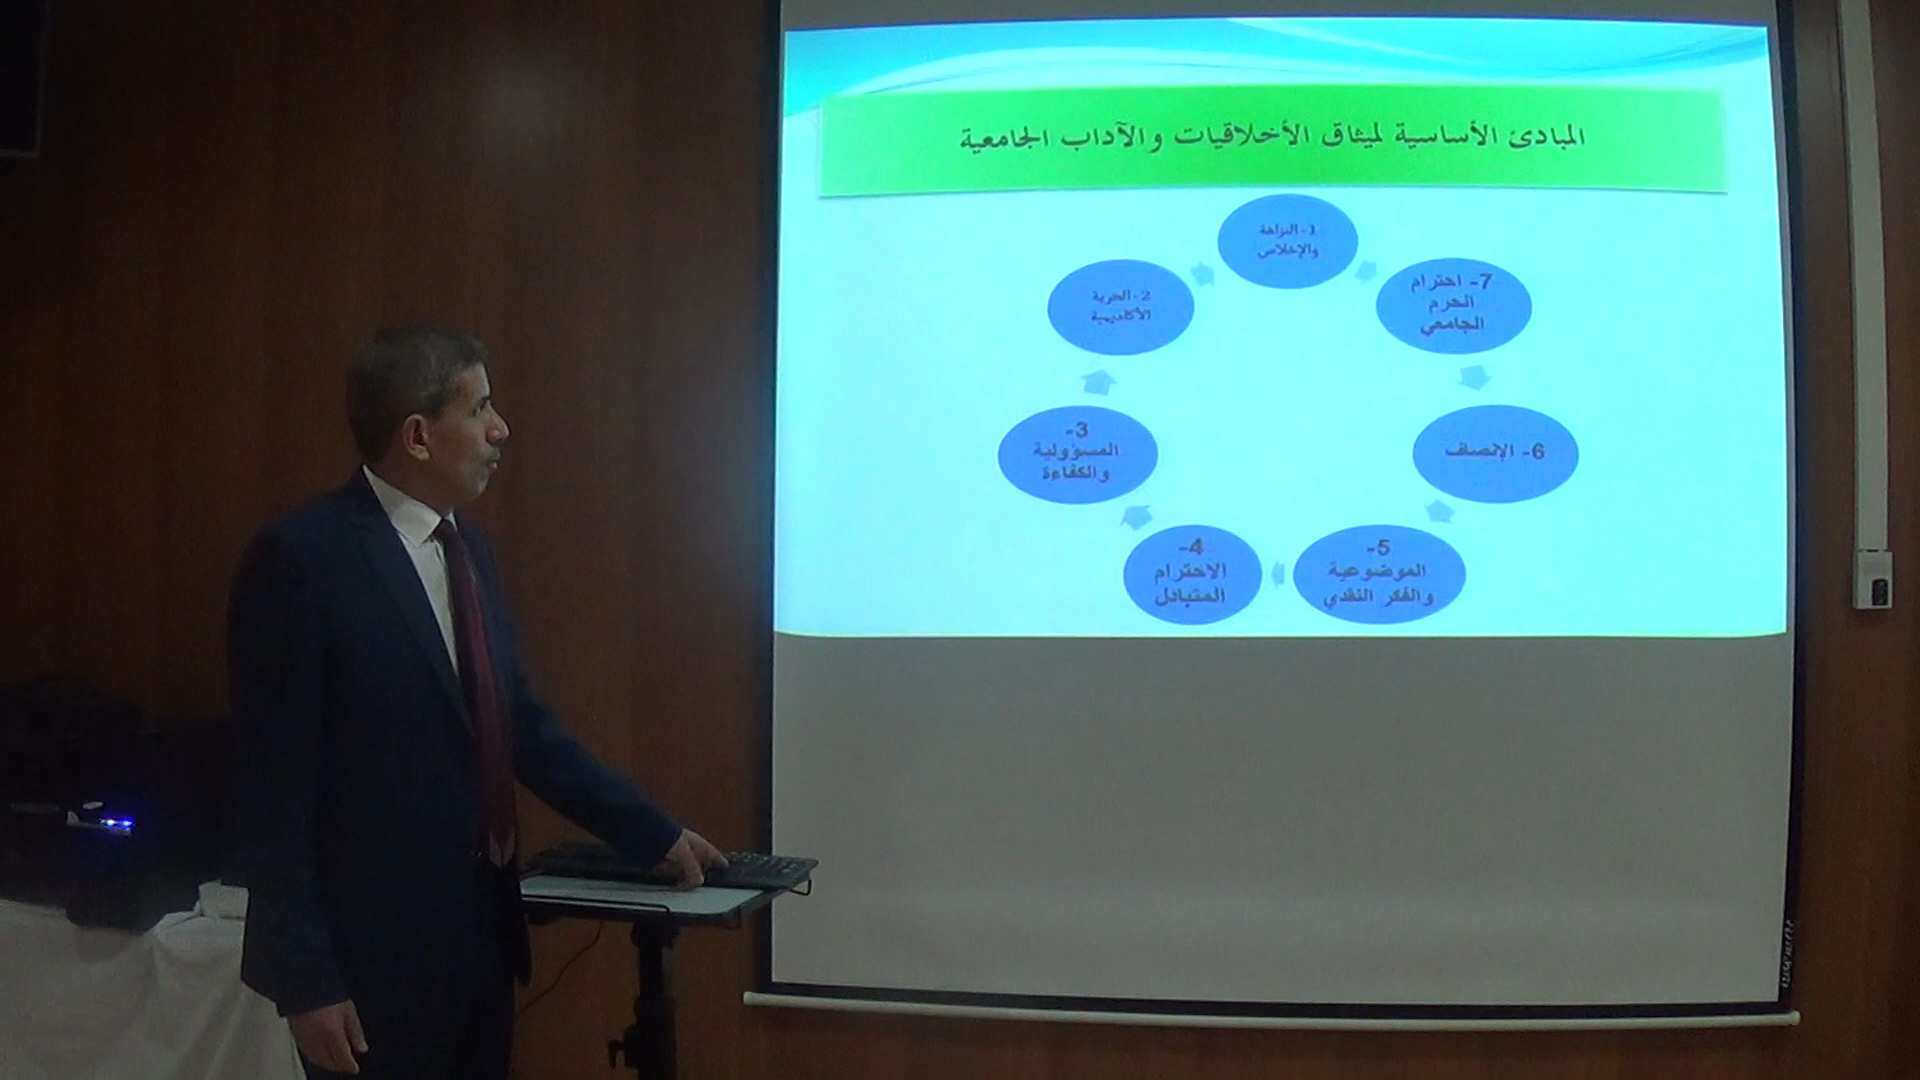 المبادئ الأساسية لميثاق الأخلاقيات والآداب الجامعية
1- النزاهة
والإخلاص
2- الحرية
الأكاديمية
3-
المسؤولية
والكفاءة
4-
الاحترام
المتبادل
5-
الموضوعية
والفكر النقدي
6- الإنصاف
7- احترام
الحرم
الجامعي